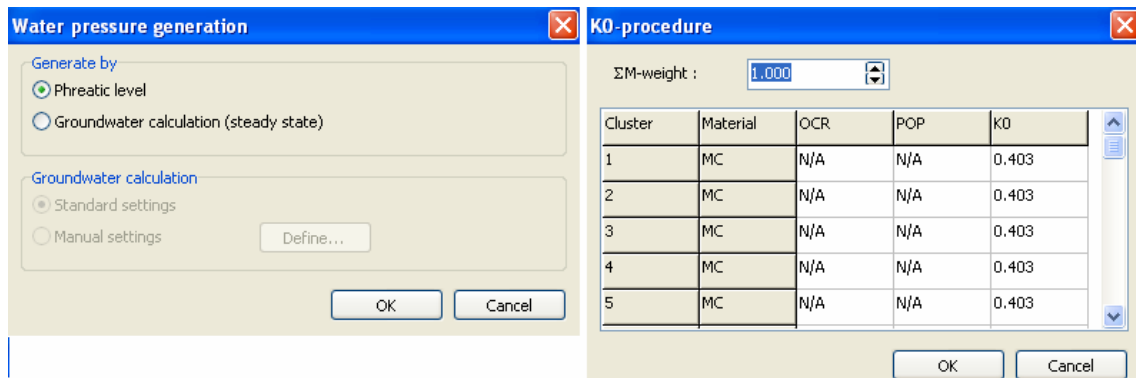 Water pressure generation
Generate by
Phreatic level
Groundwater calculation (steady state)
Groundwater calculation
Standard settings
Manual settings
Define...
OK Cancel
K0-procedure
ΣM-weight : 1.000
Cluster Material OCR POP K0
1 MC N/A N/A 0.403
2 MC N/A N/A 0.403
3 MC N/A N/A 0.403
4 MC N/A N/A 0.403
5 MC N/A N/A 0.403
OK Cancel